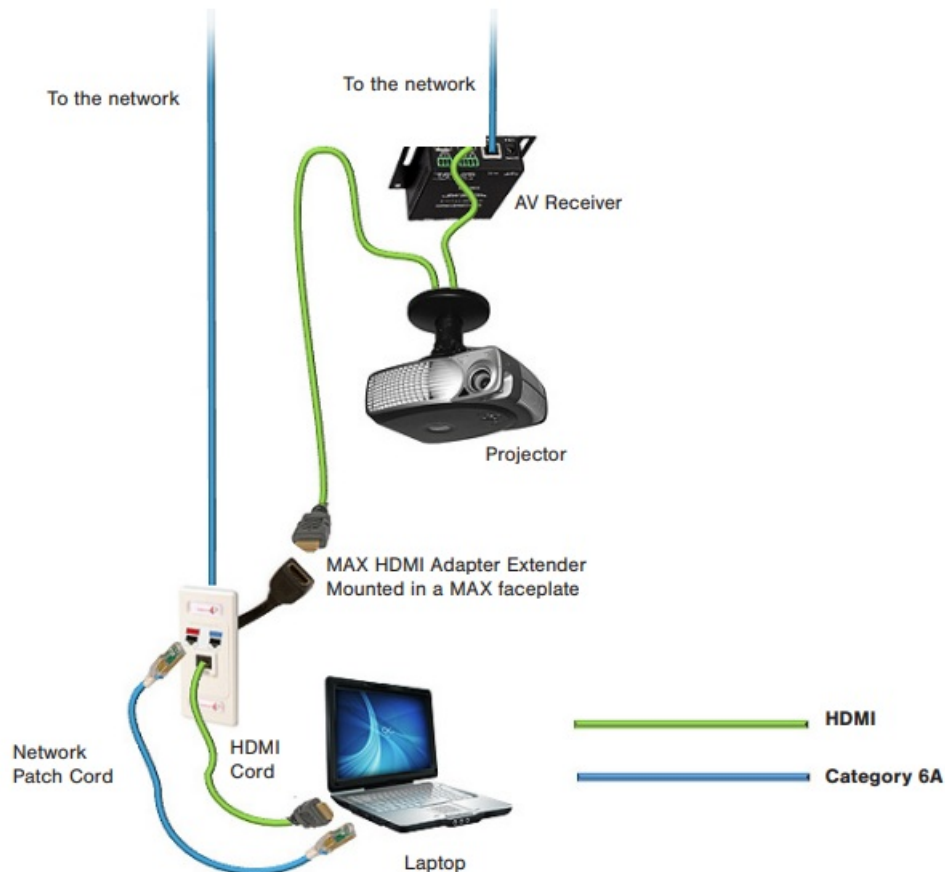 To the network
To the network
AV Receiver
Projector
MAX HDMI Adapter Extender
Mounted in a MAX faceplate
Network
Patch Cord
HDMI
Cord
Laptop
HDMI
Category 6A